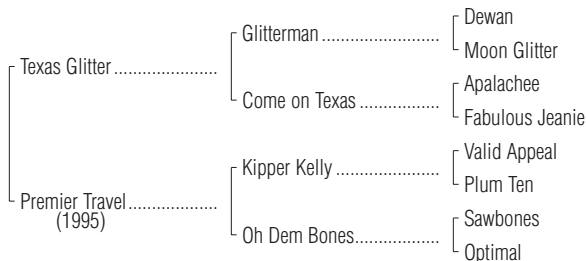 Dewan
Glitterman ..............................
Moon Glitter
Texas Glitter ..........................
Apalachee
Come on Texas ....................
Fabulous Jeanie
Valid Appeal
Kipper Kelly ..........................
Plum Ten
Premier Travel ......................
(1995)
Sawbones
Oh Dem Bones .....................
Optimal